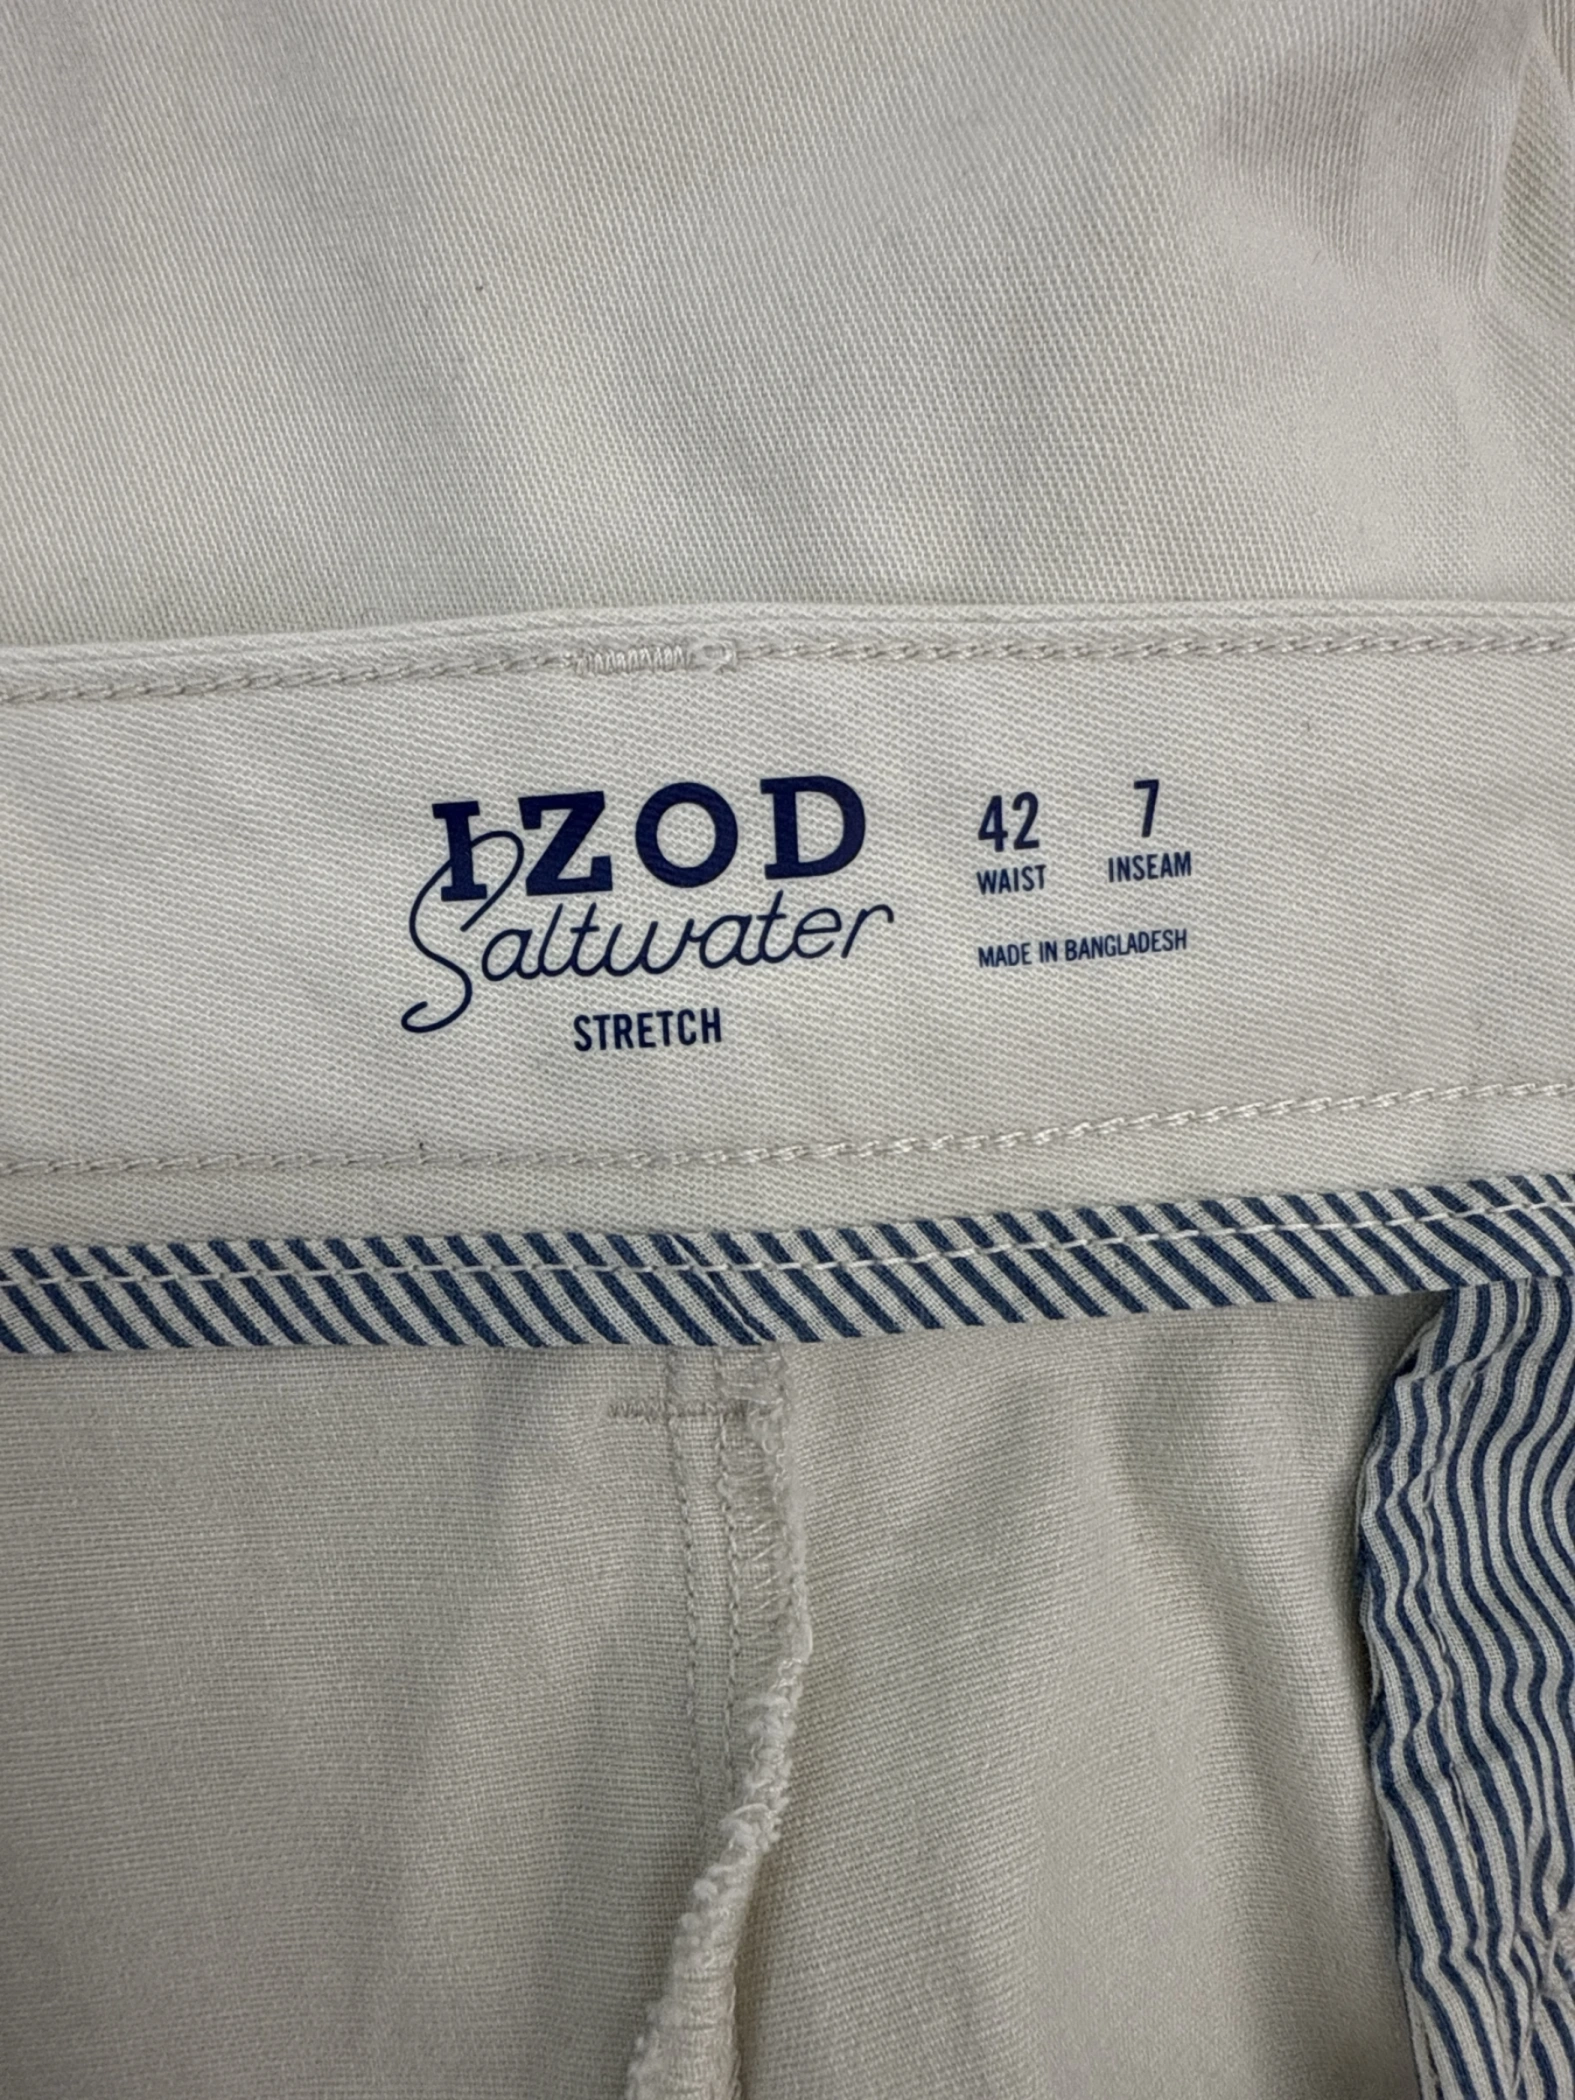 IZOD
Saltwater
STRETCH
42 7
WAIST INSEAM
MADE IN BANGLADESH